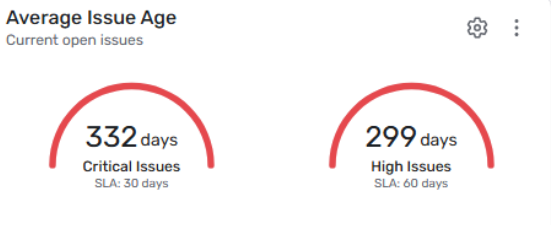 Average Issue Age
Current open issues
332 days
Critical Issues
SLA: 30 days
299 days
High Issues
SLA: 60 days